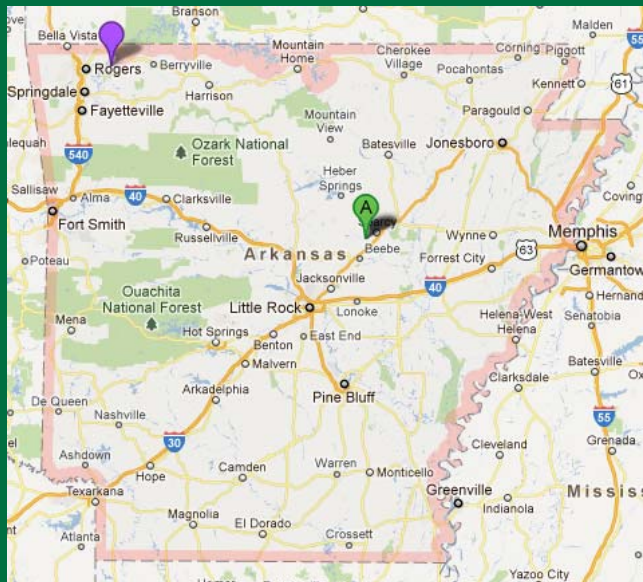 Branson
Malden
55
Bella Vista
Rogers
Berryville
Mountain
Home
Cherokee
Village
Corning
Piggott
Pocahontas
Kennett
61
Springdale
Harrison
Fayetteville
Mountain
View
Paragould
Ozark National
Forest
Batesville
Jonesboro
540
Heber
Springs
Sallisaw
Alma
40
Clarksville
Fort Smith
Russellville
A
Wynne
Memphis
Beebe
Arkansas
Forrest City
63
Germantown
Poteau
Jacksonville
40
Ouachita
National Forest
Little Rock
Lonoke
Helena-West
Helena
Senatobia
Mena
Hot Springs
East End
Benton
Malvern
Batesville
Clarksdale
Pine Bluff
Arkadelphia
De Queen
Nashville
55
30
Cleveland
Grenada
Ashdown
Hope
Camden
Warren
Monticello
Greenville
Indianola
Texarkana
Magnolia
El Dorado
Crossett
Atlanta
Yazoo City